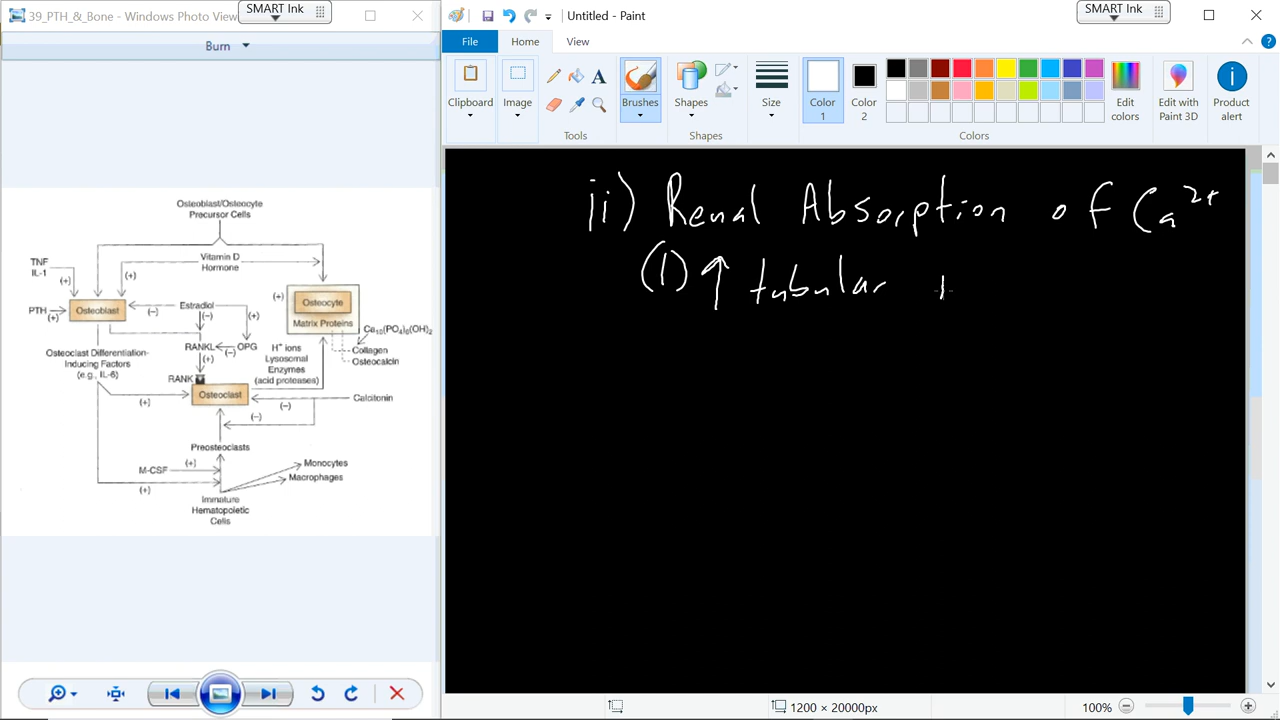 39_PTH_&_Bone - Windows Photo View
SMART Ink
Burn
Osteoblast/Osteocyte
Precursor Cells
Vitamin D
Hormone
TNF
IL-1
(+)
(+)
(+)
PTH
(+)
Osteoblast
(−)
Estradiol
(−)
(+)
Osteocyte
Matrix Proteins
Ca10(PO4)6(OH)2
Collagen
Osteocalcin
RANKL
(−)
OPG
(+)
RANK
Osteoclast Differentiation-
Inducing Factors
(e.g., IL-6)
H+ ions
Lysosomal
Enzymes
(acid proteases)
Osteoclast
(+)
(−)
(−)
Calcitonin
Preosteoclasts
M-CSF
(+)
(+)
Monocytes
Macrophages
Immature
Hematopoietic
Cells
Untitled - Paint
SMART Ink
File
Home
View
Clipboard
Image
Tools
Brushes
Shapes
Shapes
Size
Color
1
Color
2
Colors
Edit
colors
Edit with
Paint 3D
Product
alert
ii) Renal Absorption of Ca2+
(1) ↑ tubular
1200 × 20000px
100%